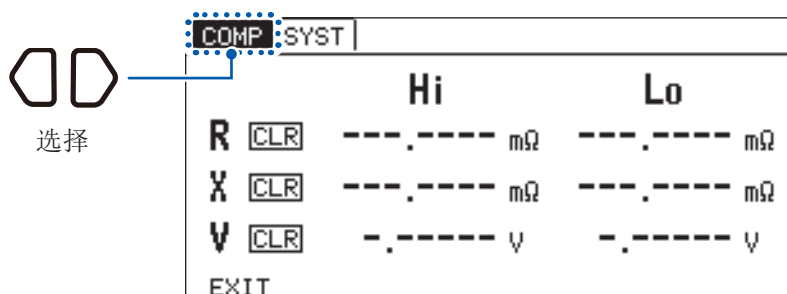 COMP SYST
Hi Lo
选择
R CLR ---.---- mΩ ---.---- mΩ
X CLR ---.---- mΩ ---.---- mΩ
V CLR -.----- V -.----- V
EXIT